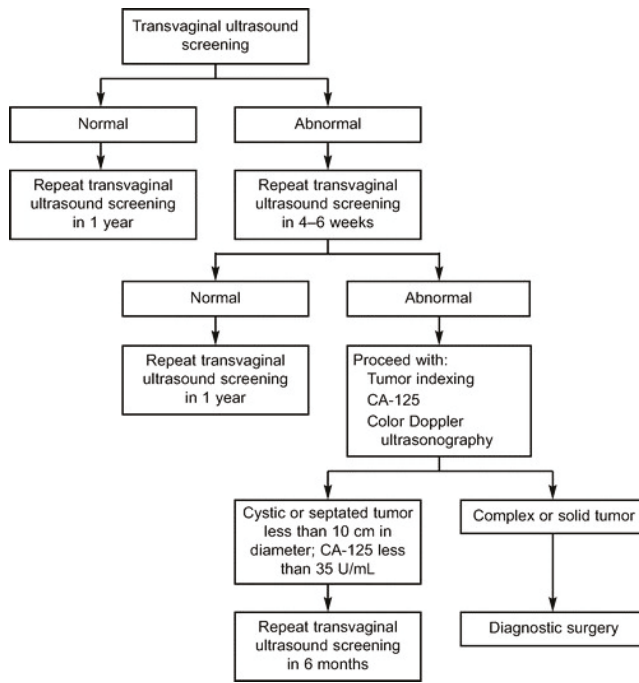 Transvaginal ultrasound
screening
Normal
Abnormal
Repeat transvaginal
ultrasound screening
in 1 year
Repeat transvaginal
ultrasound screening
in 4–6 weeks
Normal
Abnormal
Repeat transvaginal
ultrasound screening
in 1 year
Proceed with:
Tumor indexing
CA-125
Color Doppler
ultrasonography
Cystic or septated tumor
less than 10 cm in
diameter; CA-125 less
than 35 U/mL
Complex or solid tumor
Repeat transvaginal
ultrasound screening
in 6 months
Diagnostic surgery